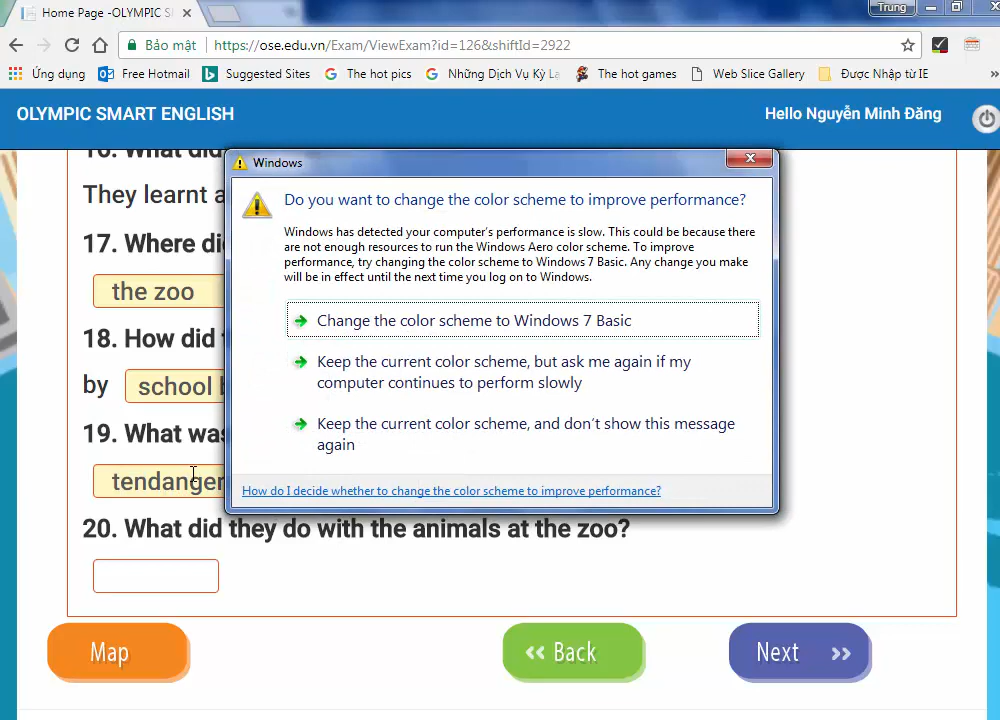 Home Page -OLYMPIC S
Trung
Bảo mật
https://ose.edu.vn/Exam/ViewExam?id=126&shiftId=2922
Ứng dụng
Free Hotmail
Suggested Sites
The hot pics
Những Dịch Vụ Kỳ
The hot games
Web Slice Gallery
Được Nhập từ IE
OLYMPIC SMART ENGLISH
Hello Nguyễn Minh Đăng
16. What did
Windows
They learnt a
Do you want to change the color scheme to improve performance?
Windows has detected your computer's performance is slow. This could be because there
are not enough resources to run the Windows Aero color scheme. To improve
performance, try changing the color scheme to Windows 7 Basic. Any change you make
will be in effect until the next time you log on to Windows.
17. Where di
the zoo
Change the color scheme to Windows 7 Basic
18. How did
Keep the current color scheme, but ask me again if my
computer continues to perform slowly
by school b
19. What was
Keep the current color scheme, and don't show this message
again
tendanger
How do I decide whether to change the color scheme to improve performance?
20. What did they do with the animals at the zoo?
Map
<< Back
Next >>